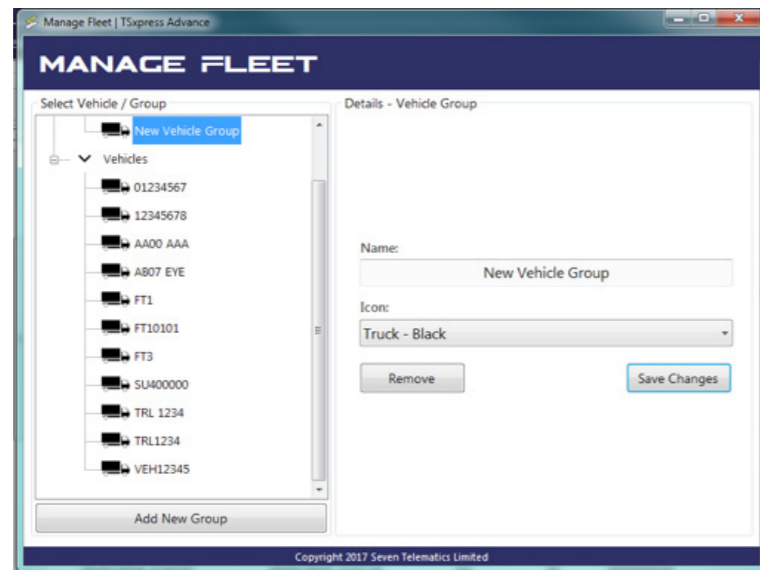 Manage Fleet | TSxpress Advance
MANAGE FLEET
Select Vehicle / Group
New Vehicle Group
Vehicles
01234567
12345678
AA00 AAA
AB07 EYE
FT1
FT10101
FT3
SU400000
TRL 1234
TRL1234
VEH12345
Add New Group
Details - Vehicle Group
Name:
New Vehicle Group
Icon:
Truck - Black
Remove
Save Changes
Copyright 2017 Seven Telematics Limited